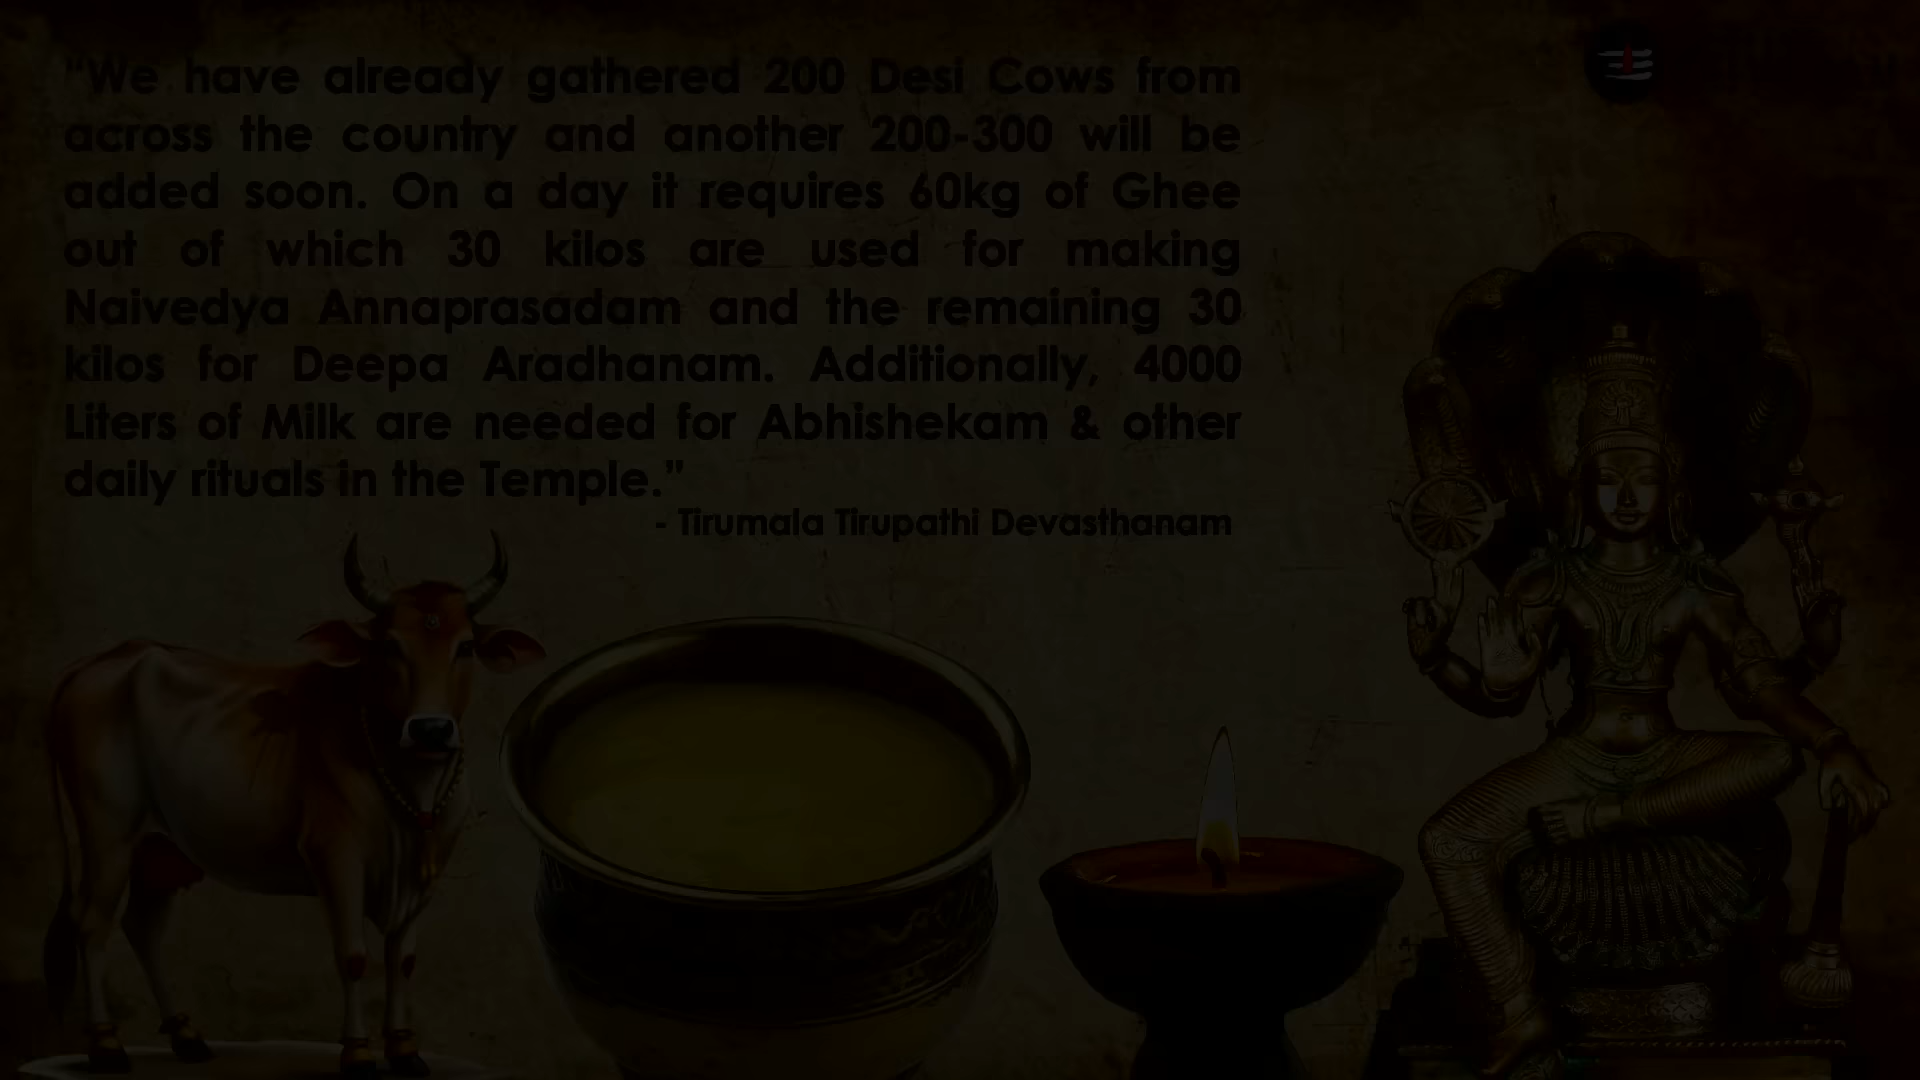 “We have already gathered 200 Desi Cows from
across the country and another 200-300 will be
added soon. On a day it requires 60kg of Ghee
out of which 30 kilos are used for making
Naivedya Annaprasadam and the remaining 30
kilos for Deepa Aradhanam. Additionally, 4000
Liters of Milk are needed for Abhishekam & other
daily rituals in the Temple.”
- Tirumala Tirupathi Devasthanam